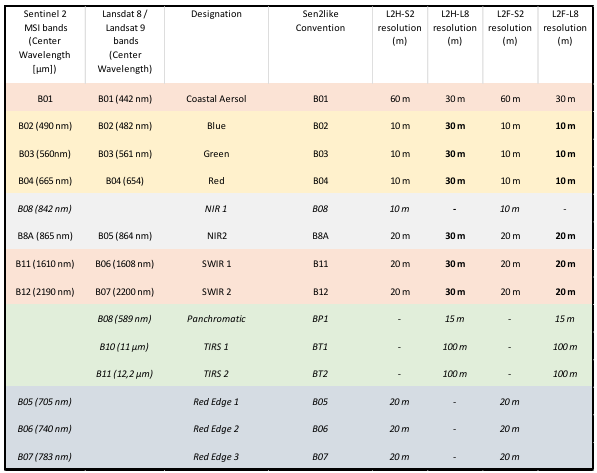 Sentinel 2 MSI bands (Center Wavelength [µm]) Lansdat 8 / Landsat 9 bands (Center Wavelength) Designation Sen2like Convention L2H-S2 resolution (m) L2H-L8 resolution (m) L2F-S2 resolution (m) L2F-L8 resolution (m)
B01 B01 (442 nm) Coastal Aersol B01 60 m 30 m 60 m 30 m
B02 (490 nm) B02 (482 nm) Blue B02 10 m 30 m 10 m 10 m
B03 (560nm) B03 (561 nm) Green B03 10 m 30 m 10 m 10 m
B04 (665 nm) B04 (654) Red B04 10 m 30 m 10 m 10 m
B08 (842 nm) NIR 1 B08 10 m - 10 m -
B8A (865 nm) B05 (864 nm) NIR2 B8A 20 m 30 m 20 m 20 m
B11 (1610 nm) B06 (1608 nm) SWIR 1 B11 20 m 30 m 20 m 20 m
B12 (2190 nm) B07 (2200 nm) SWIR 2 B12 20 m 30 m 20 m 20 m
B08 (589 nm) Panchromatic BP1 - 15 m - 15 m
B10 (11 µm) TIRS 1 BT1 - 100 m - 100 m
B11 (12,2 µm) TIRS 2 BT2 - 100 m - 100 m
B05 (705 nm) Red Edge 1 B05 20 m - 20 m
B06 (740 nm) Red Edge 2 B06 20 m - 20 m
B07 (783 nm) Red Edge 3 B07 20 m - 20 m